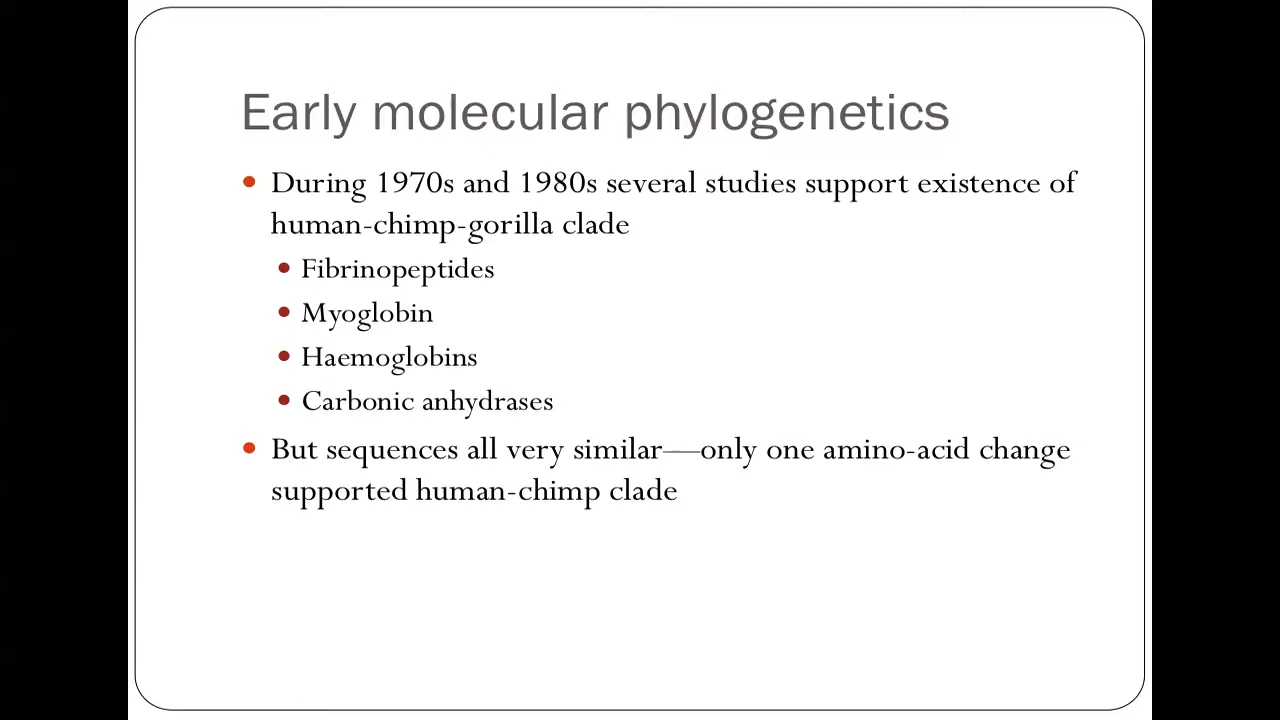 Early molecular phylogenetics
During 1970s and 1980s several studies support existence of
human-chimp-gorilla clade
Fibrinopeptides
Myoglobin
Haemoglobins
Carbonic anhydrases
But sequences all very similar—only one amino-acid change
supported human-chimp clade